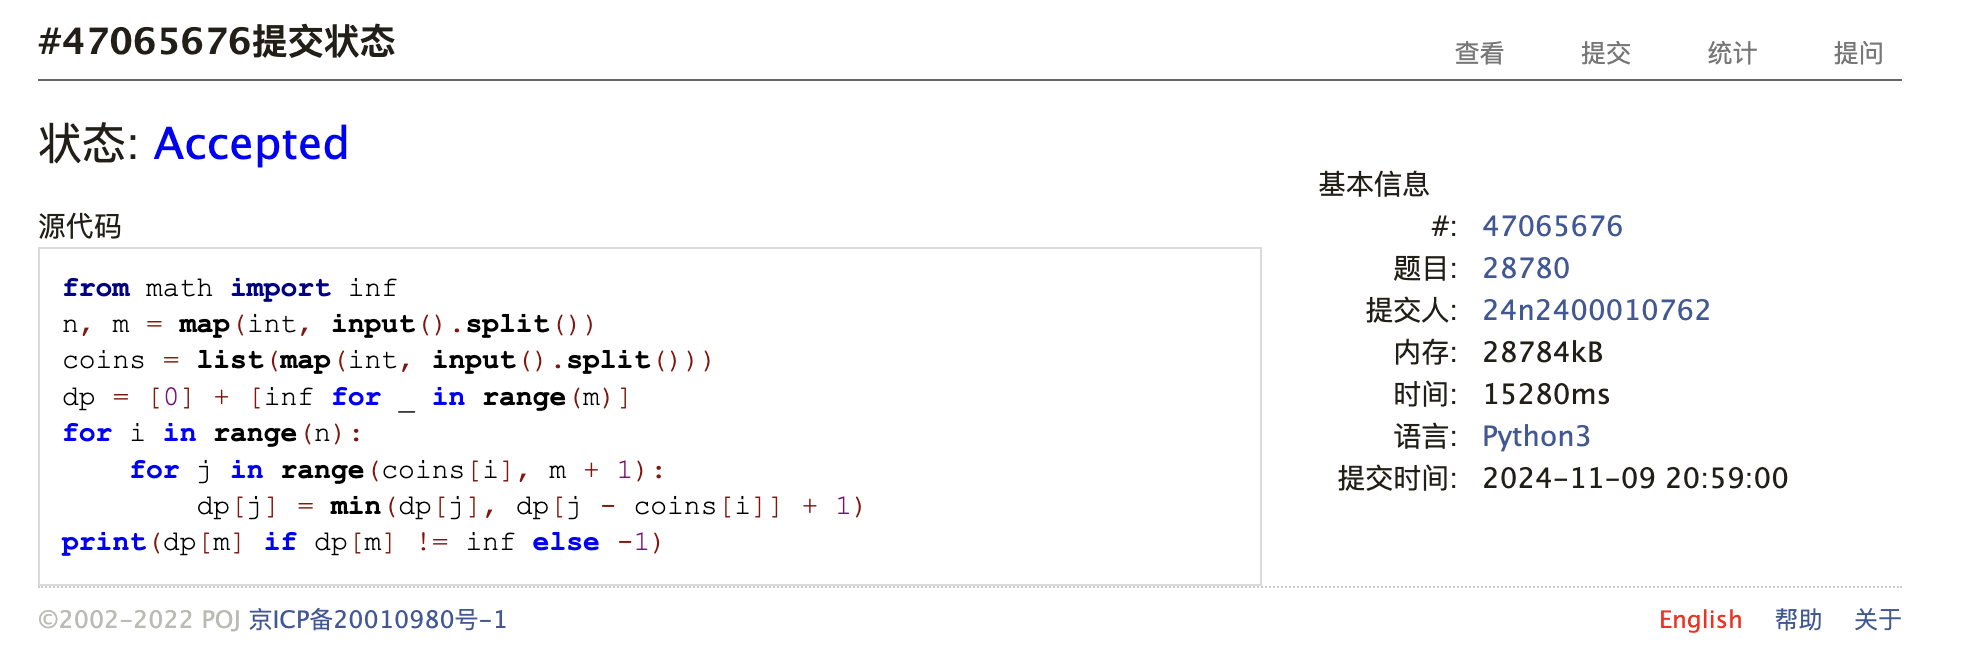 #47065676提交状态
查看 提交 统计 提问
状态: Accepted
源代码
from math import inf
n, m = map(int, input().split())
coins = list(map(int, input().split()))
dp = [0] + [inf for _ in range(m)]
for i in range(n):
    for j in range(coins[i], m + 1):
        dp[j] = min(dp[j], dp[j - coins[i]] + 1)
print(dp[m] if dp[m] != inf else -1)
基本信息
#: 47065676
题目: 28780
提交人: 24n2400010762
内存: 28784kB
时间: 15280ms
语言: Python3
提交时间: 2024-11-09 20:59:00
©2002-2022 POJ 京ICP备20010980号-1
English 帮助 关于